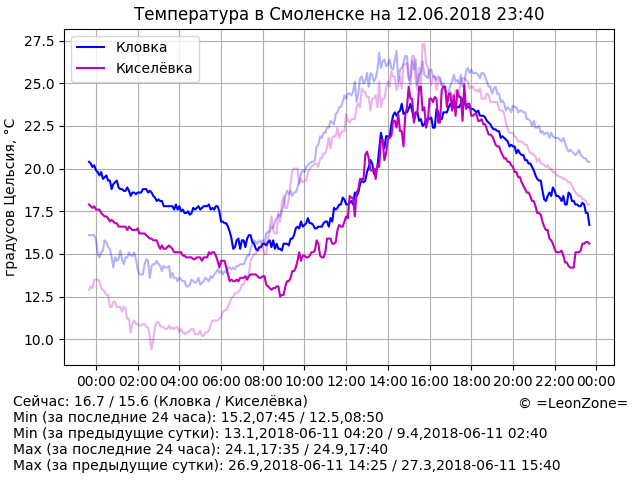 Температура в Смоленске на 12.06.2018 23:40
Кловка
Киселёвка
градусов Цельсия, °C
27.5
25.0
22.5
20.0
17.5
15.0
12.5
10.0
00:00 02:00 04:00 06:00 08:00 10:00 12:00 14:00 16:00 18:00 20:00 22:00 00:00
Сейчас: 16.7 / 15.6 (Кловка / Киселёвка)
© =LeonZone=
Min (за последние 24 часа): 15.2,07:45 / 12.5,08:50
Min (за предыдущие сутки): 13.1,2018-06-11 04:20 / 9.4,2018-06-11 02:40
Max (за последние 24 часа): 24.1,17:35 / 24.9,17:40
Max (за предыдущие сутки): 26.9,2018-06-11 14:25 / 27.3,2018-06-11 15:40